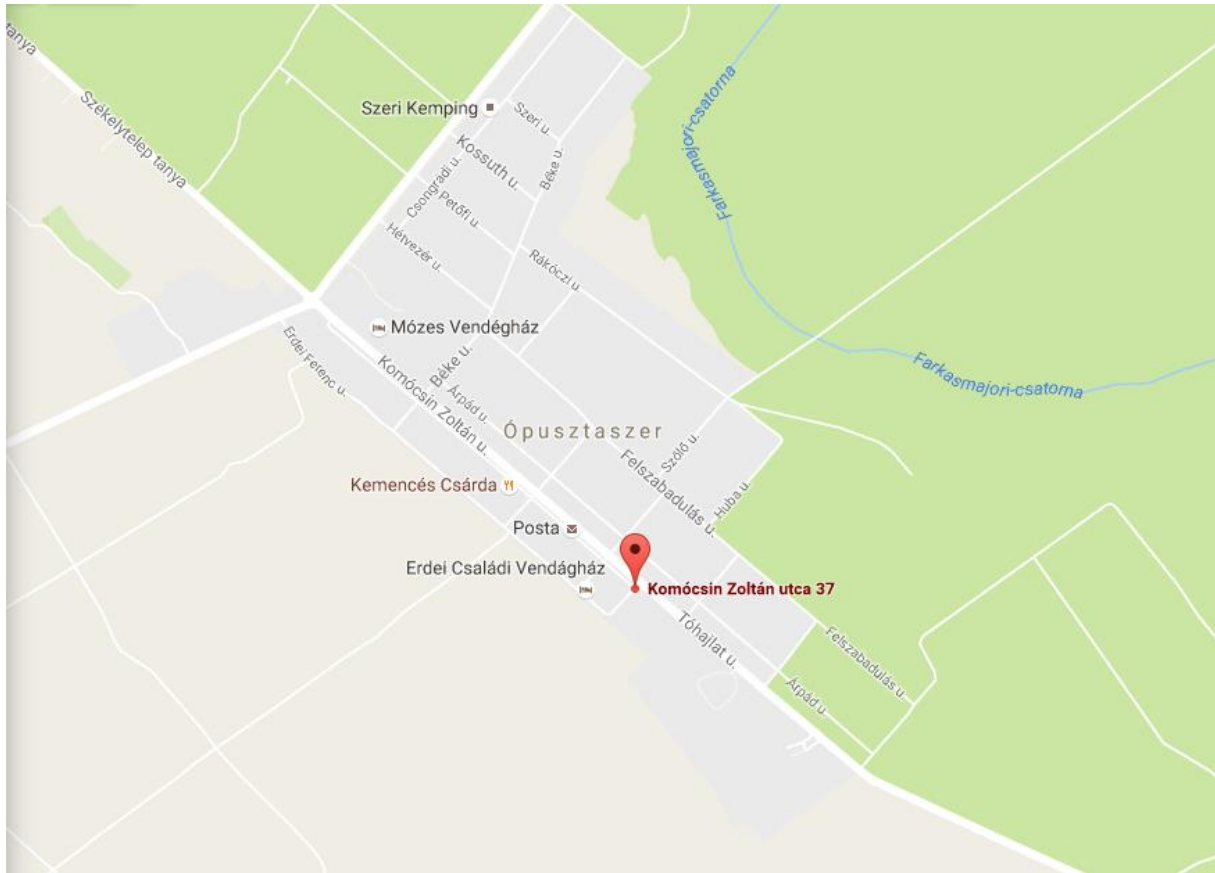 tanya
Székelytelep tanya
Szeri Kemping
Szeri u.
Kossuth u.
Béke u.
Csongrádi u.
Petőfi u.
Hétvezér u.
Rákóczi u.
Farkasmajori-csatorna
Farkasmajori-csatorna
Mózes Vendégház
Erdei Ferenc u.
Komócsin Zoltán u.
Béke u.
Árpád u.
Ópusztaszer
Szőlő u.
Kemencés Csárda
Felszabadulás u.
Huba u.
Posta
Erdei Családi Vendágház
Komócsin Zoltán utca 37
Tóhajlat u.
Felszabadulás u.
Árpád u.